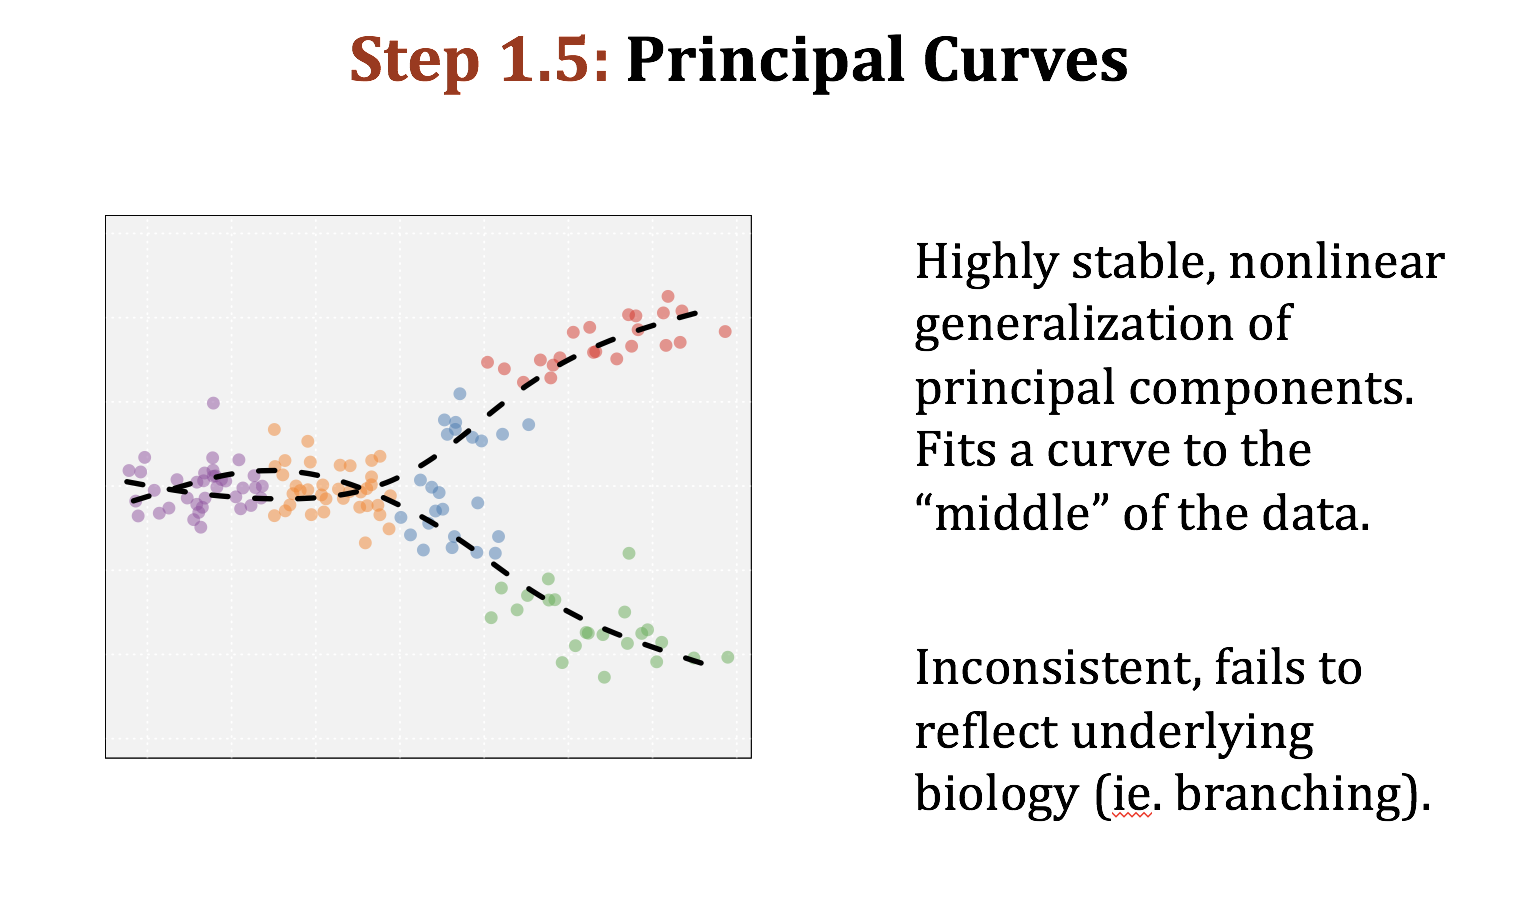 Step 1.5: Principal Curves
Highly stable, nonlinear
generalization of
principal components.
Fits a curve to the
“middle” of the data.
Inconsistent, fails to
reflect underlying
biology (ie. branching).